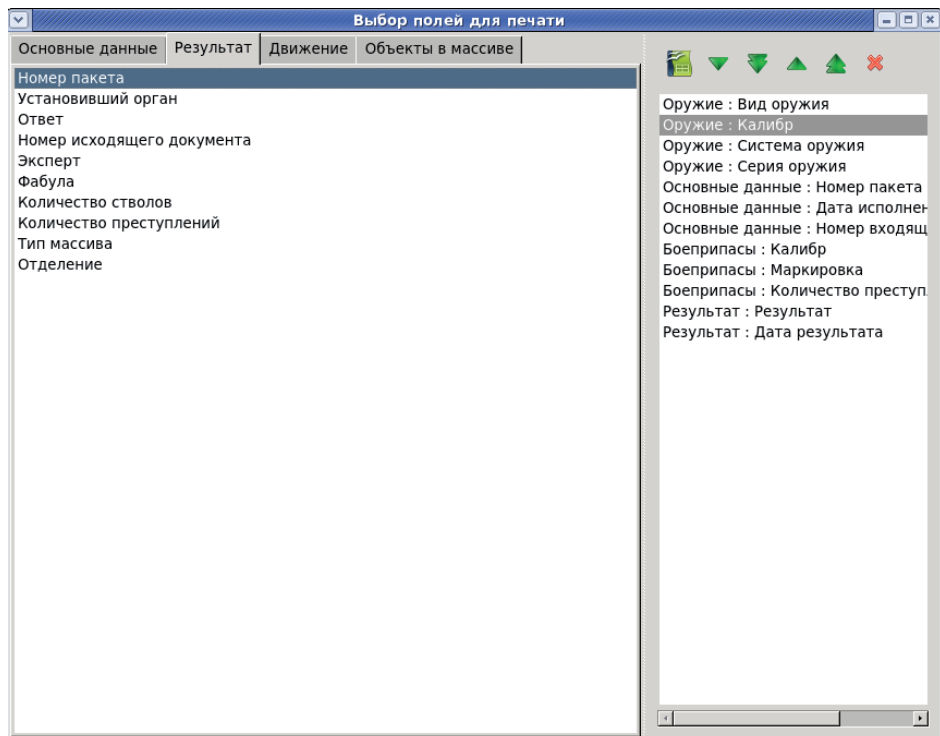 Выбор полей для печати
Основные данные
Результат
Движение
Объекты в массиве
Номер пакета
Установивший орган
Ответ
Номер исходящего документа
Эксперт
Фабула
Количество стволов
Количество преступлений
Тип массива
Отделение
Оружие : Вид оружия
Оружие : Калибр
Оружие : Система оружия
Оружие : Серия оружия
Основные данные : Номер пакета
Основные данные : Дата исполнен
Основные данные : Номер входящ
Боеприпасы : Калибр
Боеприпасы : Маркировка
Боеприпасы : Количество преступ
Результат : Результат
Результат : Дата результата